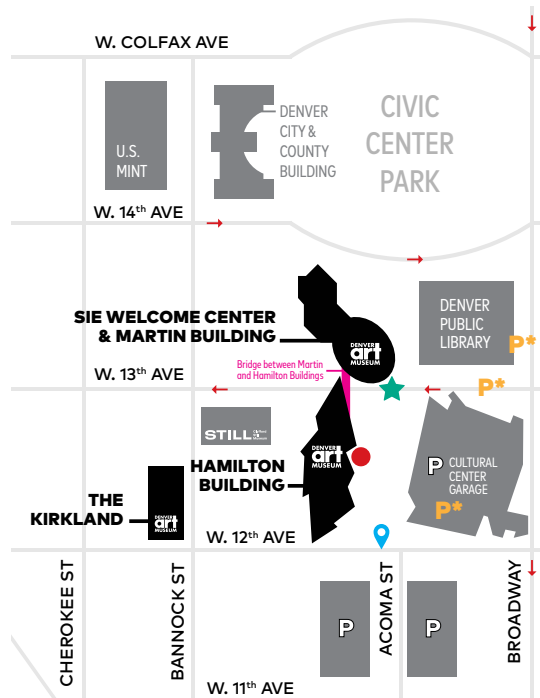 W. COLFAX AVE
U.S.
MINT
DENVER
CITY &
COUNTY
BUILDING
CIVIC
CENTER
PARK
W. 14th AVE
SIE WELCOME CENTER
& MARTIN BUILDING
DENVER
art
MUSEUM
DENVER
PUBLIC
LIBRARY
P*
Bridge between Martin
and Hamilton Buildings
W. 13th AVE
P*
STILL
HAMILTON
BUILDING
DENVER
art
MUSEUM
P
CULTURAL
CENTER
GARAGE
P*
THE
KIRKLAND
DENVER
art
MUSEUM
W. 12th AVE
CHEROKEE ST
BANNOCK ST
P
ACOMA ST
P
BROADWAY
W. 11th AVE